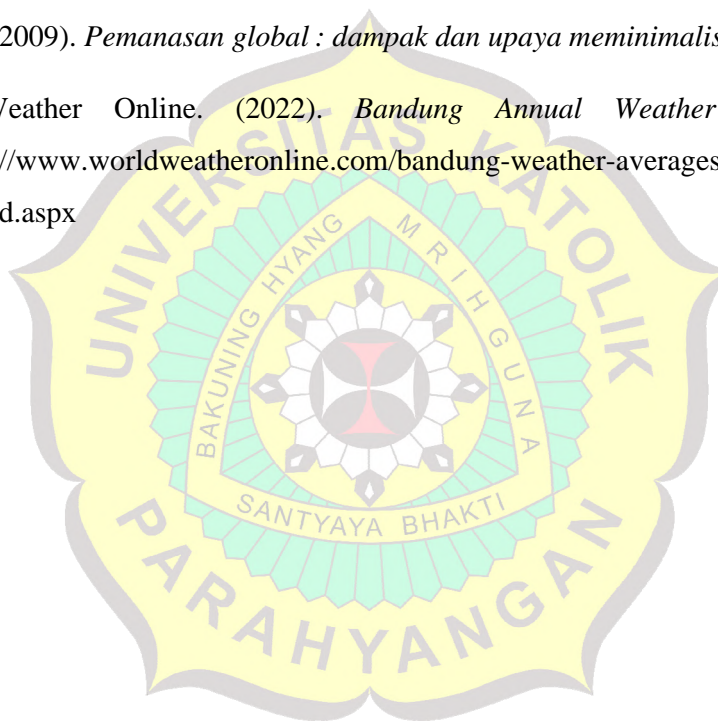 2009). Pemanasan global : dampak dan upaya meminimalis
Weather Online. (2022). Bandung Annual Weather
//www.worldweatheronline.com/bandung-weather-averages
d.aspx
UNIVERSITAS KATOLIK
BAKUNING HYANG MRIHGUNA
SANTYAYA BHAKTI
PARAHYANGAN